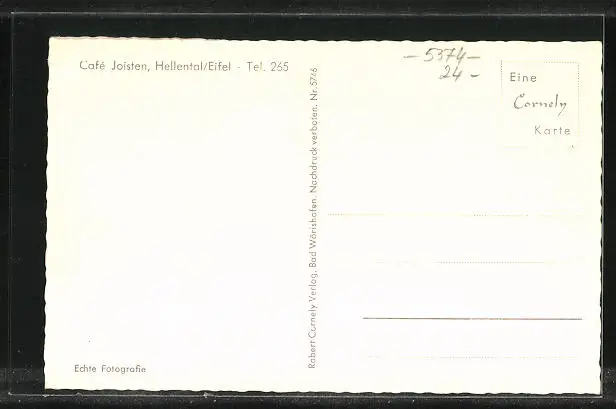 Café Joisten, Hellental/Eifel - Tel. 265
Echte Fotografie
Robert Cornely Verlag, Bad Wörishofen. Nachdruck verboten. Nr. 5746
- 5374 -
24 -
Eine
Cornely
Karte